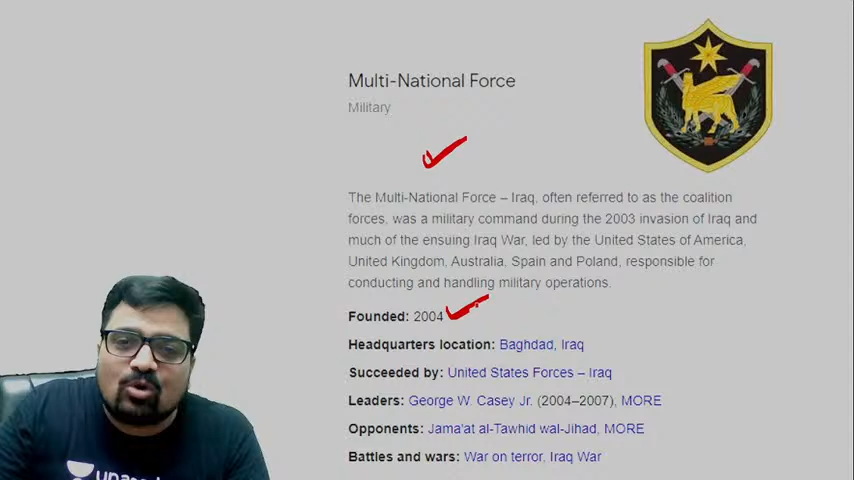 Multi-National Force
Military
The Multi-National Force – Iraq, often referred to as the coalition
forces, was a military command during the 2003 invasion of Iraq and
much of the ensuing Iraq War, led by the United States of America,
United Kingdom, Australia, Spain and Poland, responsible for
conducting and handling military operations.
Founded: 2004
Headquarters location: Baghdad, Iraq
Succeeded by: United States Forces – Iraq
Leaders: George W. Casey Jr. (2004–2007), MORE
Opponents: Jama'at al-Tawhid wal-Jihad, MORE
Battles and wars: War on terror, Iraq War